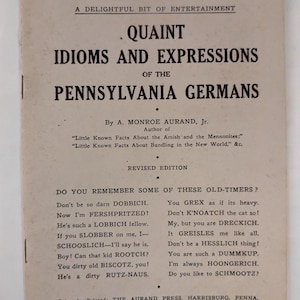 A DELIGHTFUL BIT OF ENTERTAINMENT
QUAINT
IDIOMS AND EXPRESSIONS
OF THE
PENNSYLVANIA GERMANS
By A. MONROE AURAND, Jr.
Author of
"Little Known Facts About the Amish and the Mennonites;"
"Little Known Facts About Bundling in the New World," &c.
REVISED EDITION
DO YOU REMEMBER SOME OF THESE OLD-TIMERS?
Don't be so darn DOBBICH.
Now I'm FERSHPRITZED!
He's such a LOBBICH fellow.
If you SLOBBER on me, I—
SCHOOSLICH—I'll say he is.
Boy! Can that kid ROOTCH?
You dirty old BISCOTZ, you!
He's a dirty RUTZ-NAUS.
You GREX as if its heavy.
Don't K'NOATCH the cat so!
My, but you are DRECKICH.
It GREISLES me like all,
Don't be a HESSLICH thing!
You are such a DUMMKUP.
I'm always HOONGERICH.
Do you like to SCHMOOTZ?
THE AURAND PRESS, HARRISBURG, PENNA.